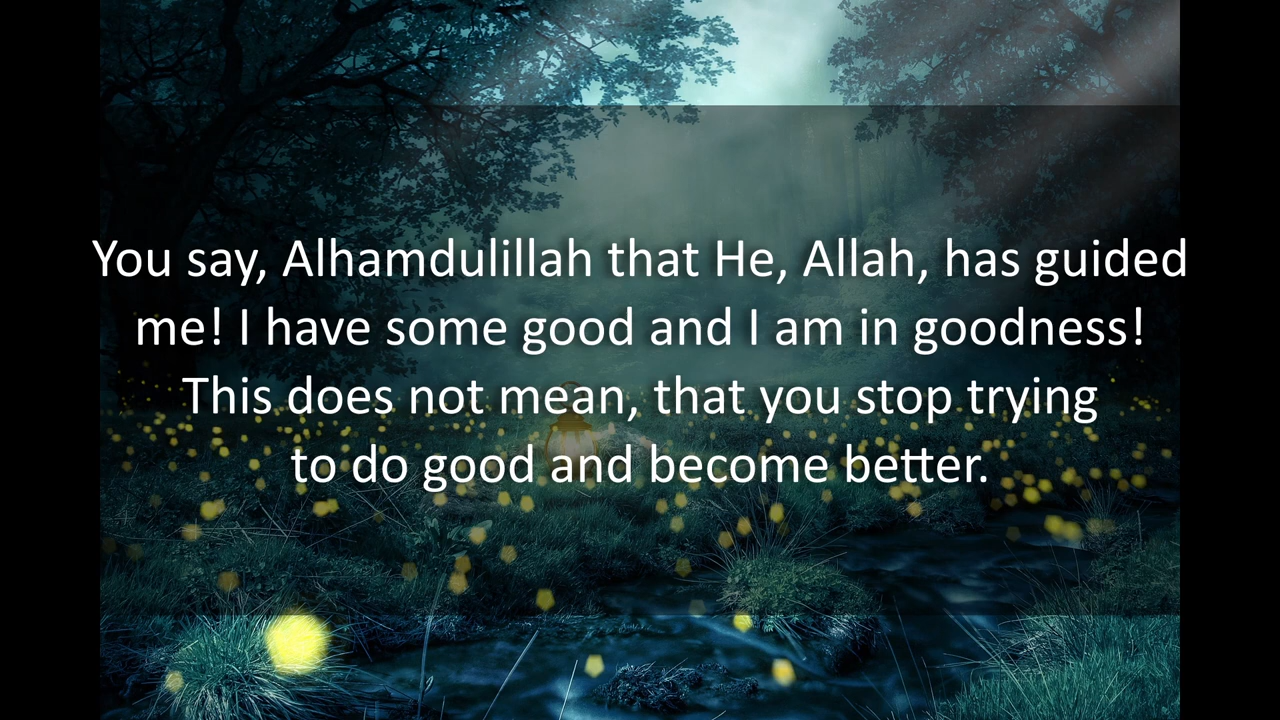 You say, Alhamdulillah that He, Allah, has guided
me! I have some good and I am in goodness!
This does not mean, that you stop trying
to do good and become better.